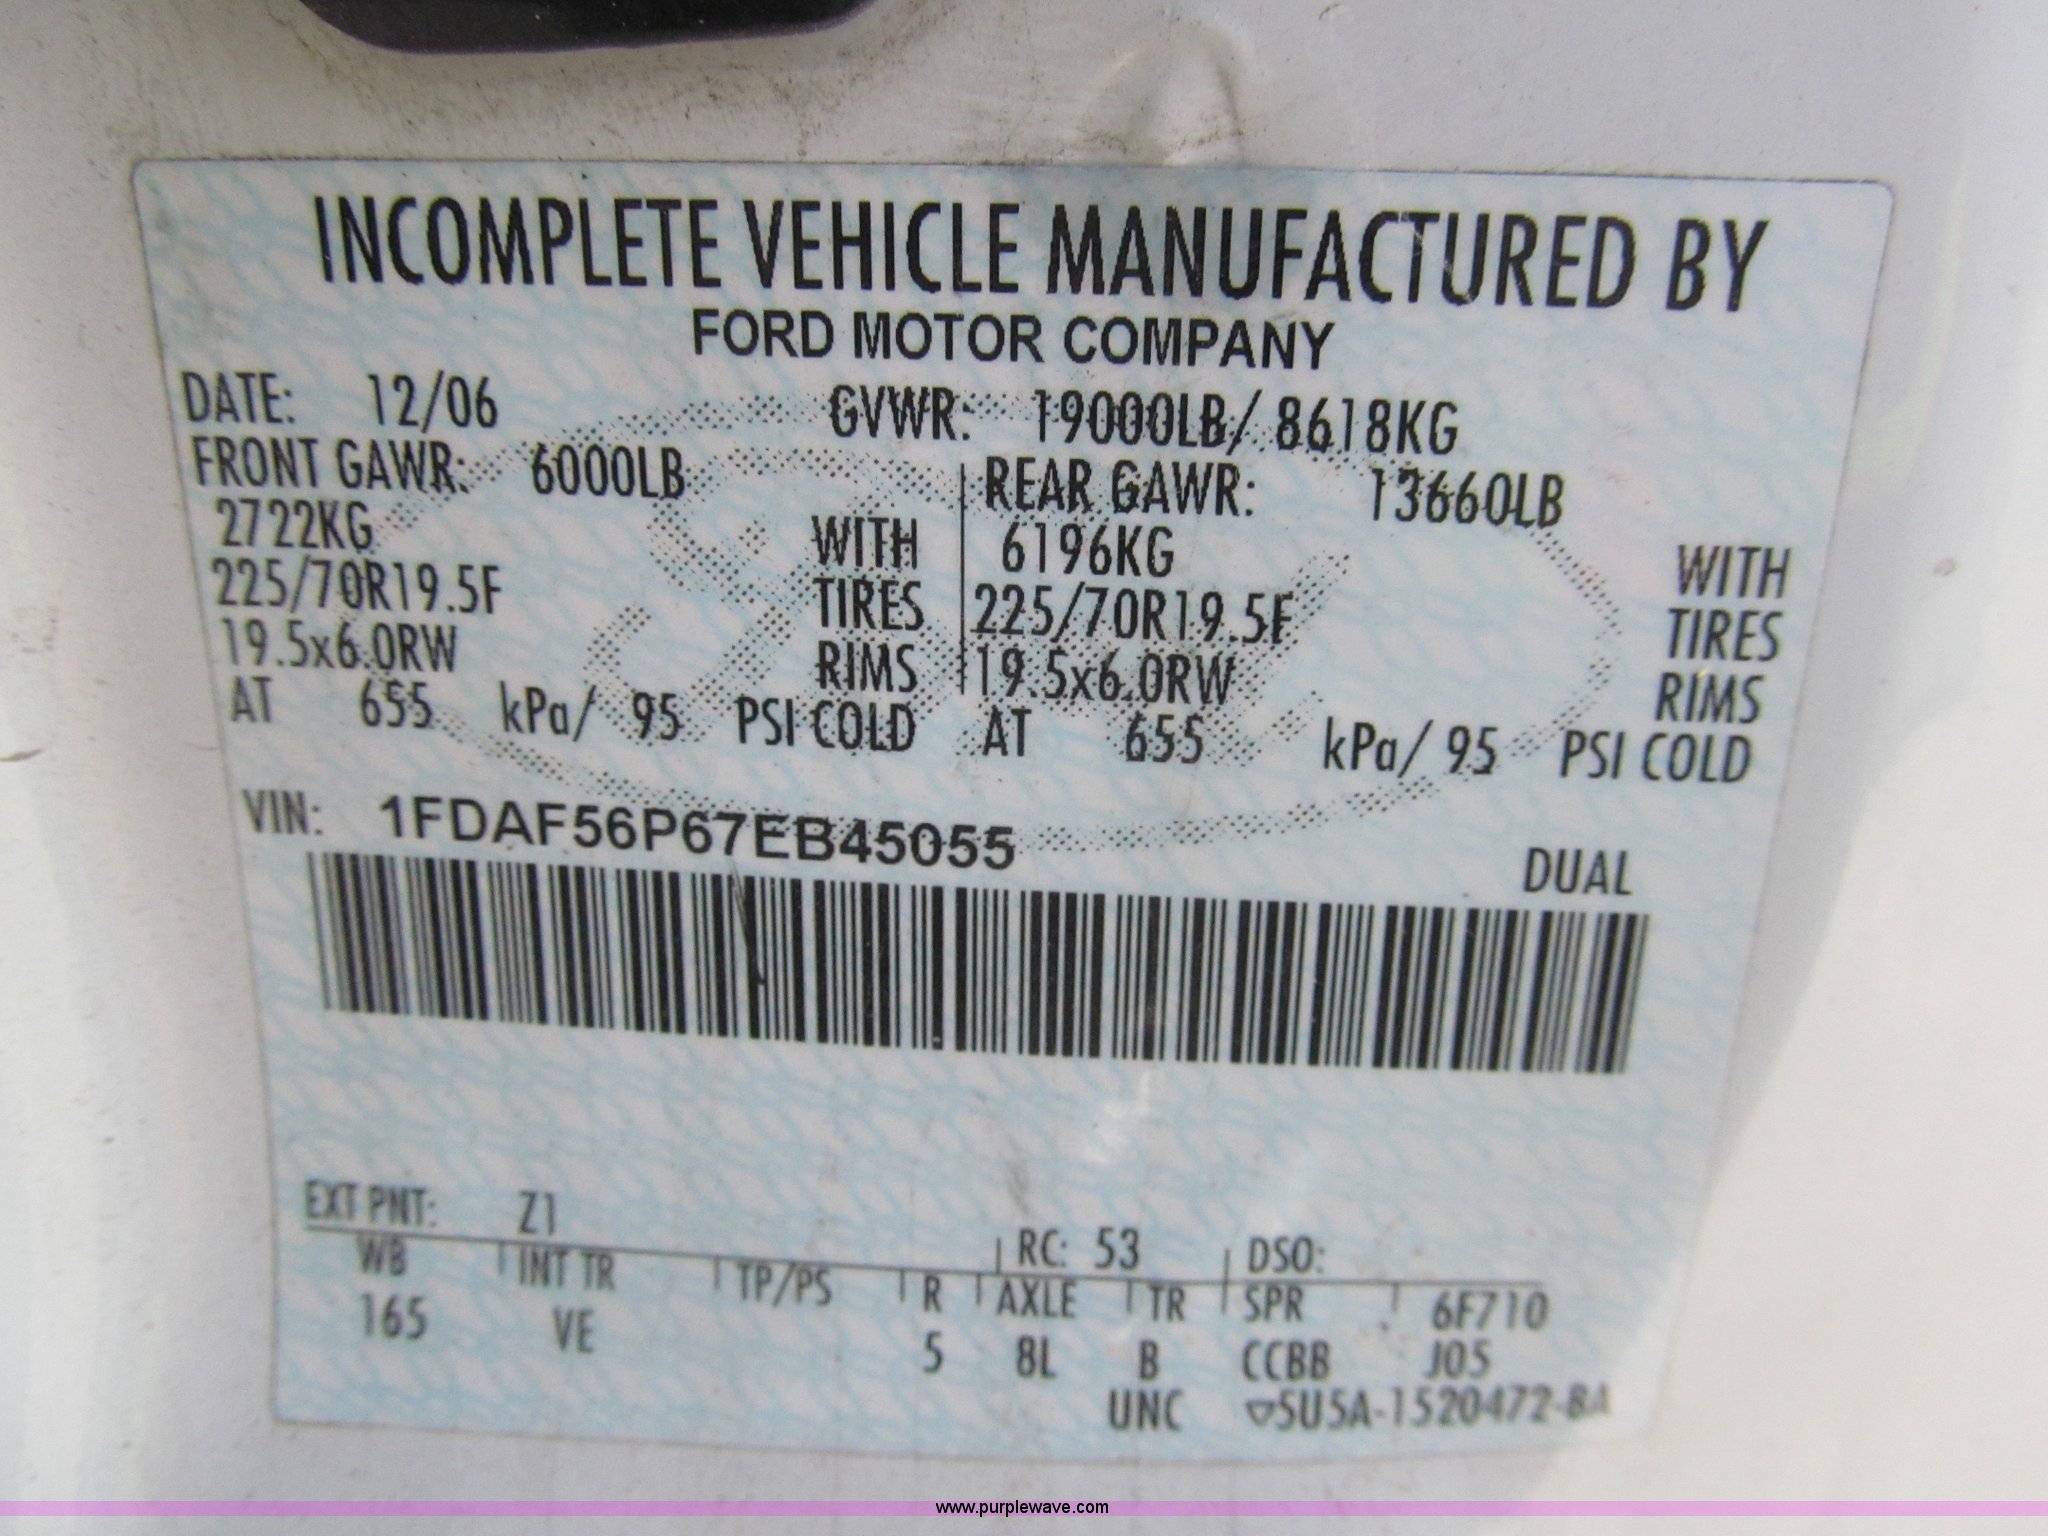 INCOMPLETE VEHICLE MANUFACTURED BY
FORD MOTOR COMPANY
DATE: 12/06 GVWR: 19000LB/ 8618KG
FRONT GAWR: 6000LB REAR GAWR: 13660LB
2722KG WITH 6196KG WITH
225/70R19.5F TIRES 225/70R19.5F TIRES
19.5x6.0RW RIMS 19.5x6.0RW RIMS
AT 655 kPa/ 95 PSI COLD AT 655 kPa/ 95 PSI COLD
VIN: 1FDAF56P67EB45055
DUAL
EXT PNT: Z1 RC: 53 DSO:
WB INT TR TP/PS R AXLE TR SPR 6F710
165 VE 5 8L B CCBB J05
UNC ▽5U5A-1520472-BA
www.purplewave.com